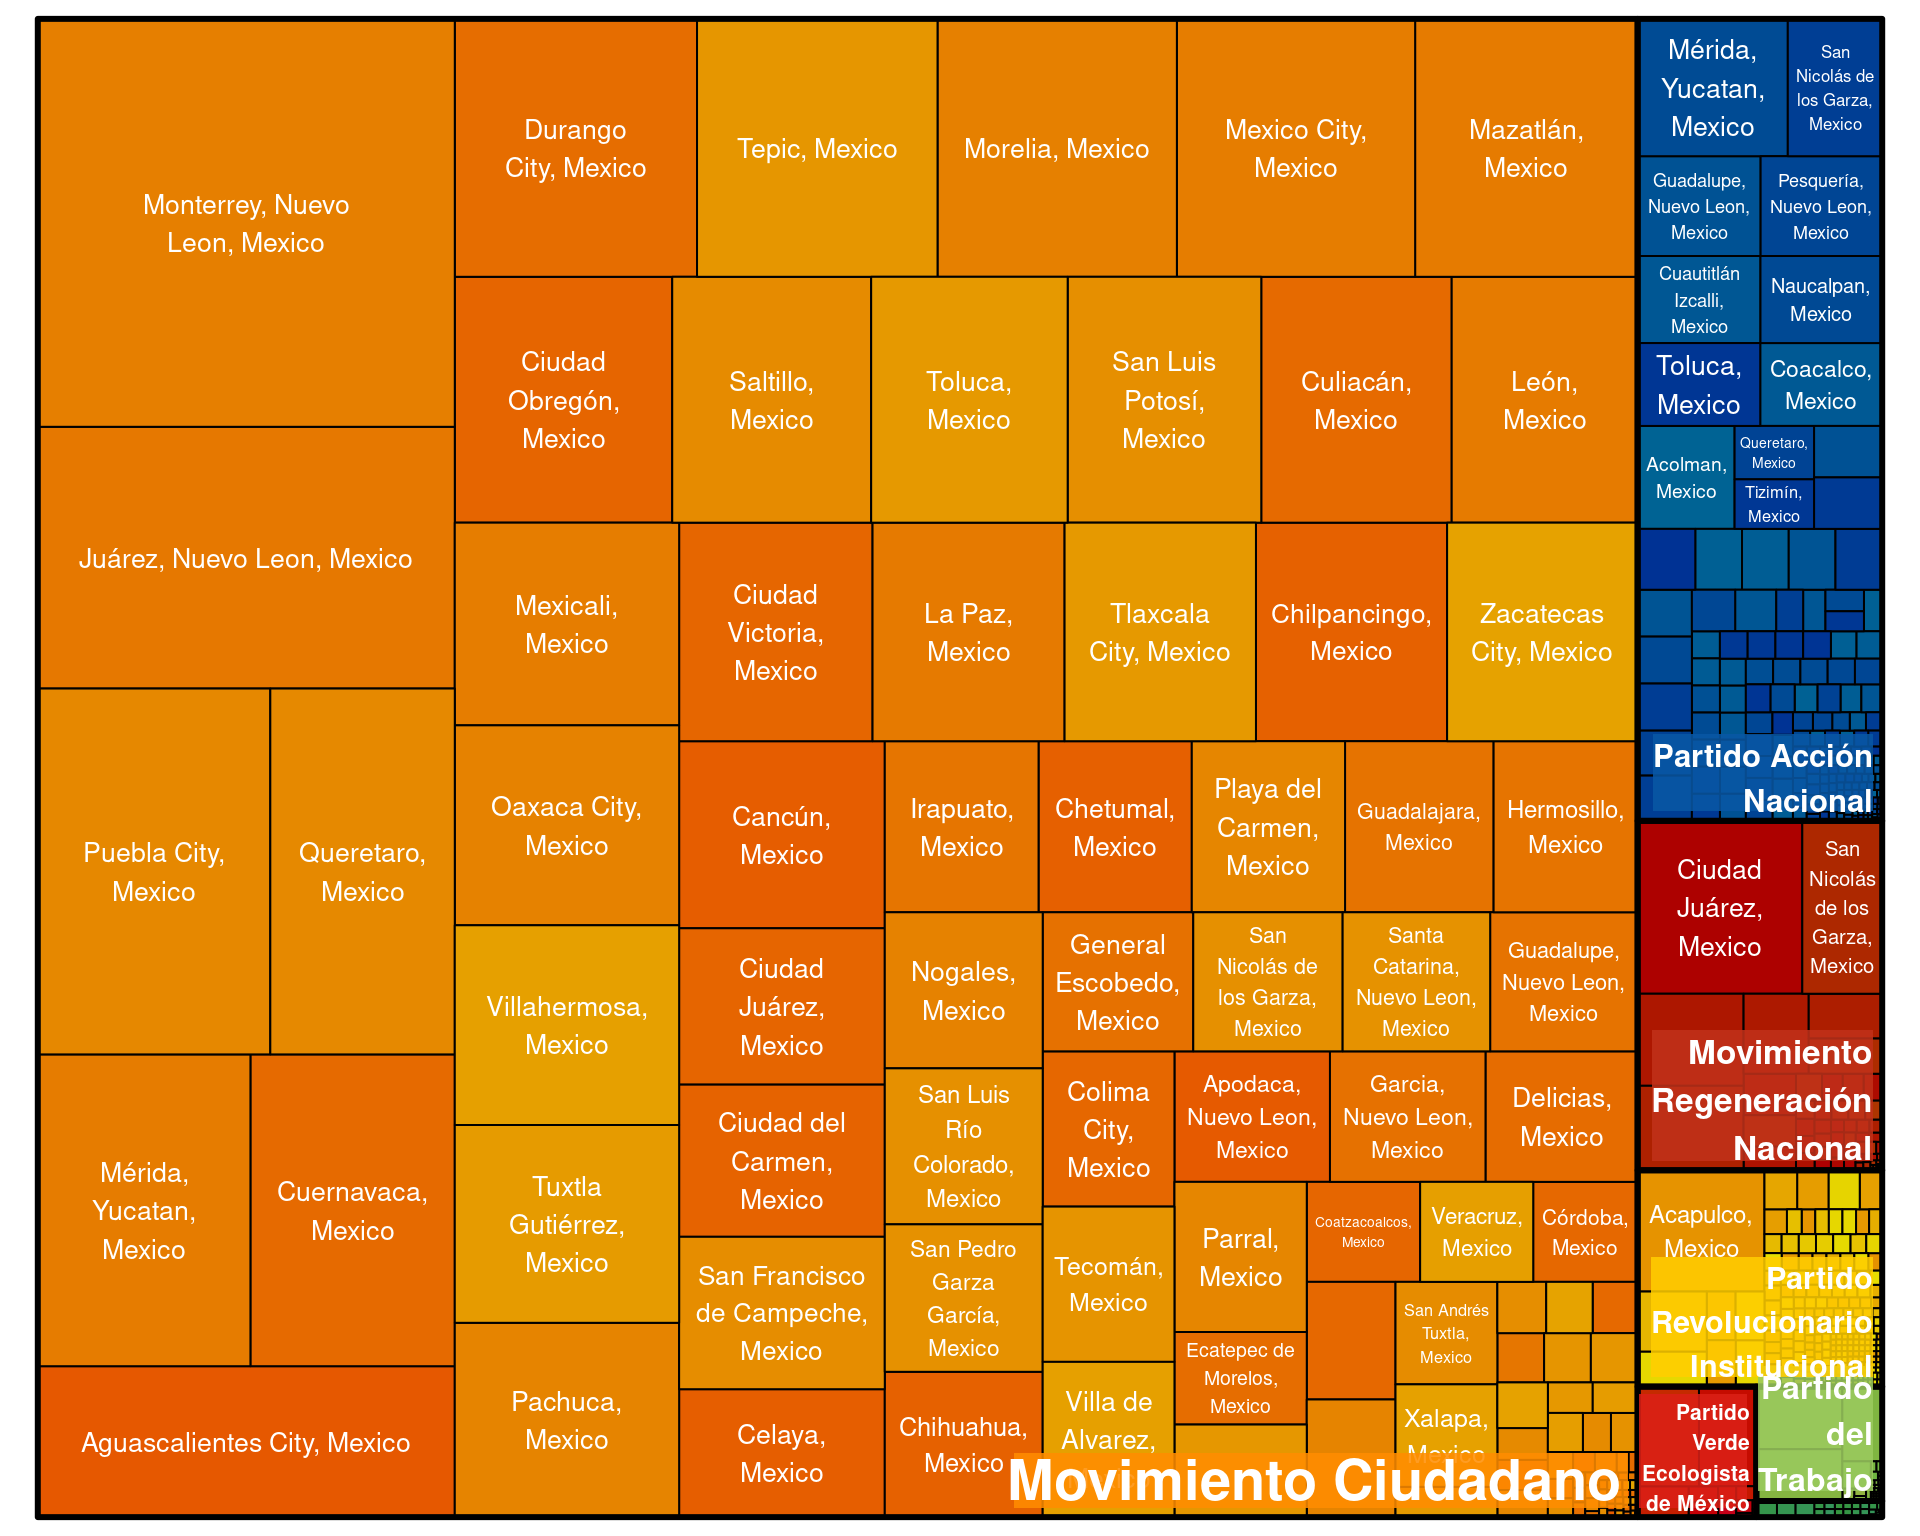 Monterrey, Nuevo
Leon, Mexico
Juárez, Nuevo Leon, Mexico
Puebla City,
Mexico
Queretaro,
Mexico
Mérida,
Yucatan,
Mexico
Cuernavaca,
Mexico
Aguascalientes City, Mexico
Durango
City, Mexico
Tepic, Mexico
Morelia, Mexico
Mexico City,
Mexico
Mazatlán,
Mexico
Ciudad
Obregón,
Mexico
Saltillo,
Mexico
Toluca,
Mexico
San Luis
Potosí,
Mexico
Culiacán,
Mexico
León,
Mexico
Mexicali,
Mexico
Oaxaca City,
Mexico
Villahermosa,
Mexico
Tuxtla
Gutiérrez,
Mexico
Pachuca,
Mexico
Ciudad
Victoria,
Mexico
La Paz,
Mexico
Tlaxcala
City, Mexico
Chilpancingo,
Mexico
Zacatecas
City, Mexico
Cancún,
Mexico
Ciudad
Juárez,
Mexico
Ciudad del
Carmen,
Mexico
San Francisco
de Campeche,
Mexico
Celaya,
Mexico
Irapuato,
Mexico
Chetumal,
Mexico
Playa del
Carmen,
Mexico
Guadalajara,
Mexico
Hermosillo,
Mexico
Nogales,
Mexico
San Luis
Río
Colorado,
Mexico
San Pedro
Garza
García,
Mexico
Chihuahua,
Mexico
General
Escobedo,
Mexico
San
Nicolás de
los Garza,
Mexico
Santa
Catarina,
Nuevo Leon,
Mexico
Guadalupe,
Nuevo Leon,
Mexico
Colima
City,
Mexico
Tecomán,
Mexico
Villa de
Alvarez,
Apodaca,
Nuevo Leon,
Mexico
Garcia,
Nuevo Leon,
Mexico
Delicias,
Mexico
Parral,
Mexico
Ecatepec de
Morelos,
Mexico
Coatzacoalcos,
Mexico
Veracruz,
Mexico
Córdoba,
Mexico
San Andrés
Tuxtla,
Mexico
Xalapa,
Mexico
Movimiento Ciudadano
Mérida,
Yucatan,
Mexico
San
Nicolás de
los Garza,
Mexico
Guadalupe,
Nuevo Leon,
Mexico
Pesquería,
Nuevo Leon,
Mexico
Cuautitlán
Izcalli,
Mexico
Naucalpan,
Mexico
Toluca,
Mexico
Coacalco,
Mexico
Acolman,
Mexico
Queretaro,
Mexico
Tizimín,
Mexico
Partido Acción
Nacional
Ciudad
Juárez,
Mexico
San
Nicolás
de los
Garza,
Mexico
Movimiento
Regeneración
Nacional
Acapulco,
Mexico
Partido
Revolucionario
Institucional
Partido
Verde
Ecologista
de México
Partido
del
Trabajo